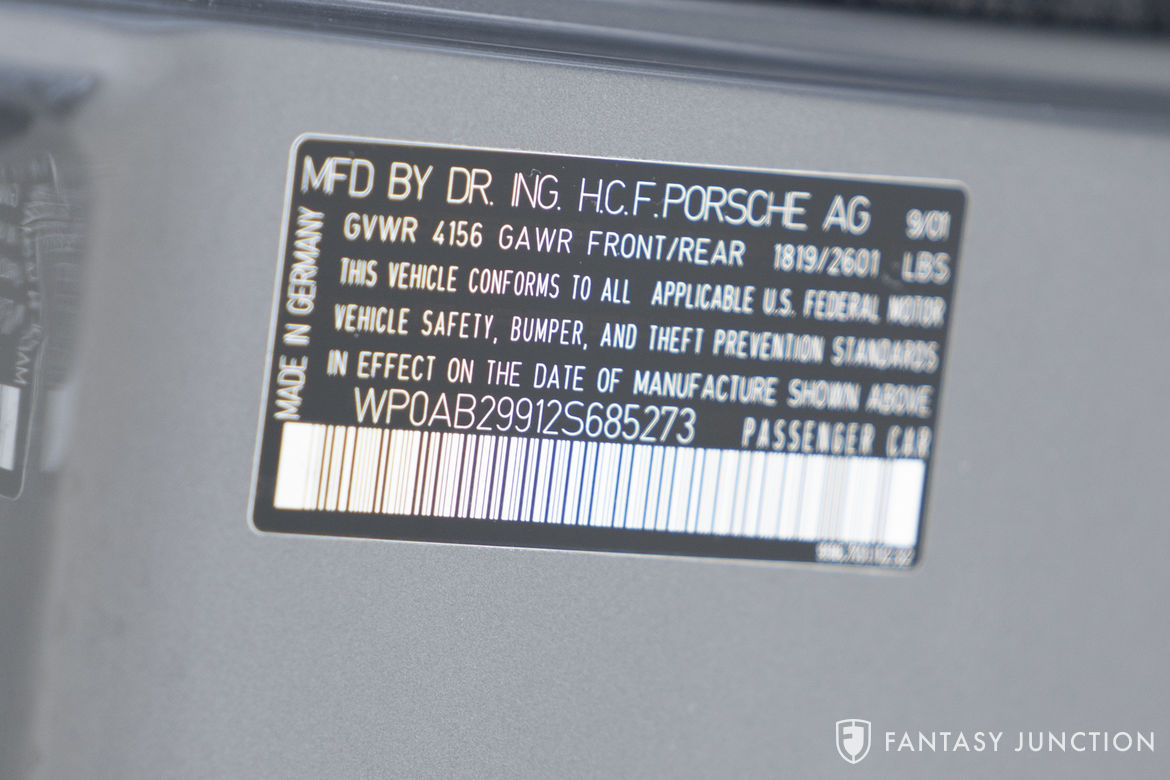 MFD BY DR. ING. H.C.F. PORSCHE AG 9/01
GVWR 4156 GAWR FRONT/REAR 1819/2601 LBS
THIS VEHICLE CONFORMS TO ALL APPLICABLE U.S. FEDERAL MOTOR
VEHICLE SAFETY, BUMPER, AND THEFT PREVENTION STANDARDS
IN EFFECT ON THE DATE OF MANUFACTURE SHOWN ABOVE
WP0AB29912S685273 PASSENGER CAR
MADE IN GERMANY
FANTASY JUNCTION